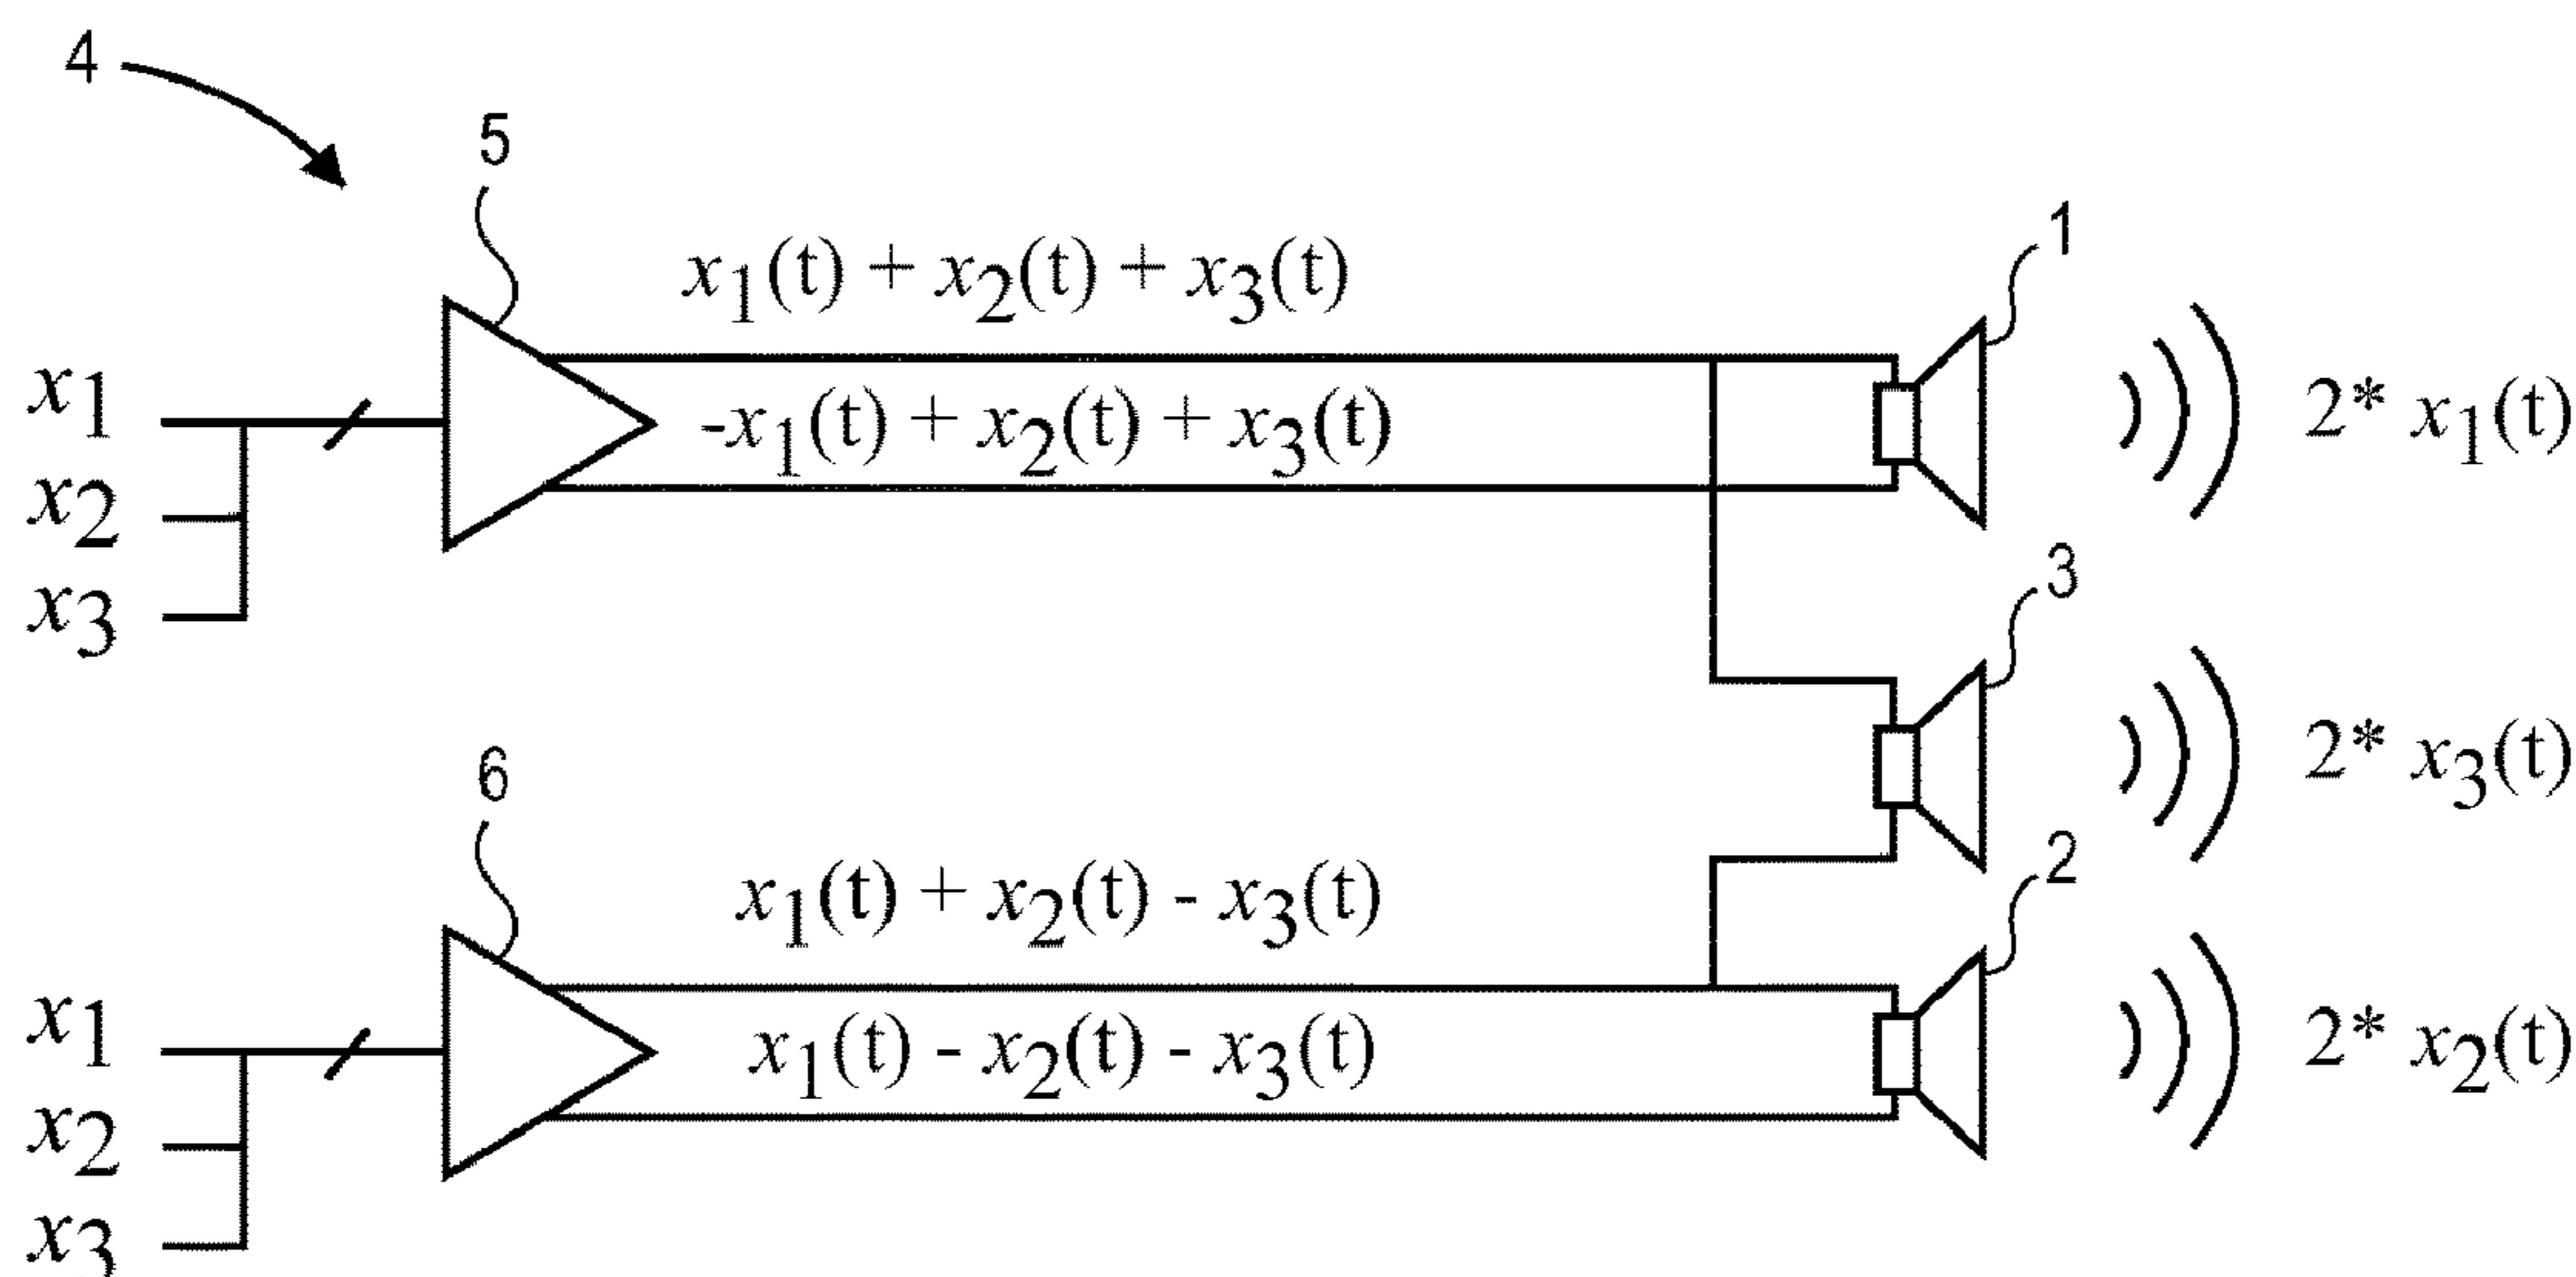 4
5
1
x1(t) + x2(t) + x3(t)
x1
-x1(t) + x2(t) + x3(t)
2* x1(t)
x2
x3
3
6
2* x3(t)
2
x1(t) + x2(t) - x3(t)
x1
x1(t) - x2(t) - x3(t)
2* x2(t)
x2
x3